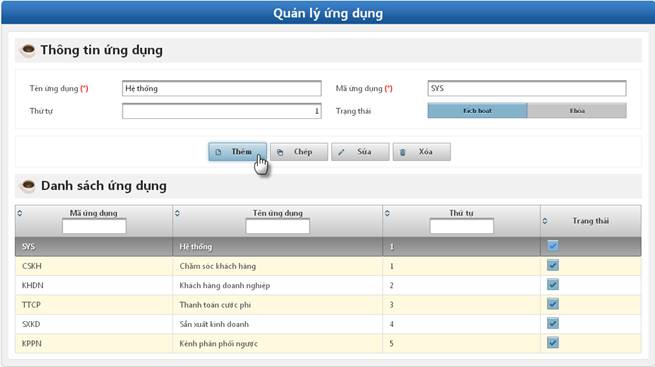 Quản lý ứng dụng
Thông tin ứng dụng
Tên ứng dụng (*) Hệ thống Mã ứng dụng (*) SYS
Thứ tự 1 Trạng thái Kích hoạt Khóa
Thêm Chép Sửa Xóa
Danh sách ứng dụng
Mã ứng dụng Tên ứng dụng Thứ tự Trạng thái
SYS Hệ thống 1
CSKH Chăm sóc khách hàng 1
KHDN Khách hàng doanh nghiệp 2
TTCP Thanh toán cước phí 3
SXKD Sản xuất kinh doanh 4
KPPN Kênh phân phối ngược 5